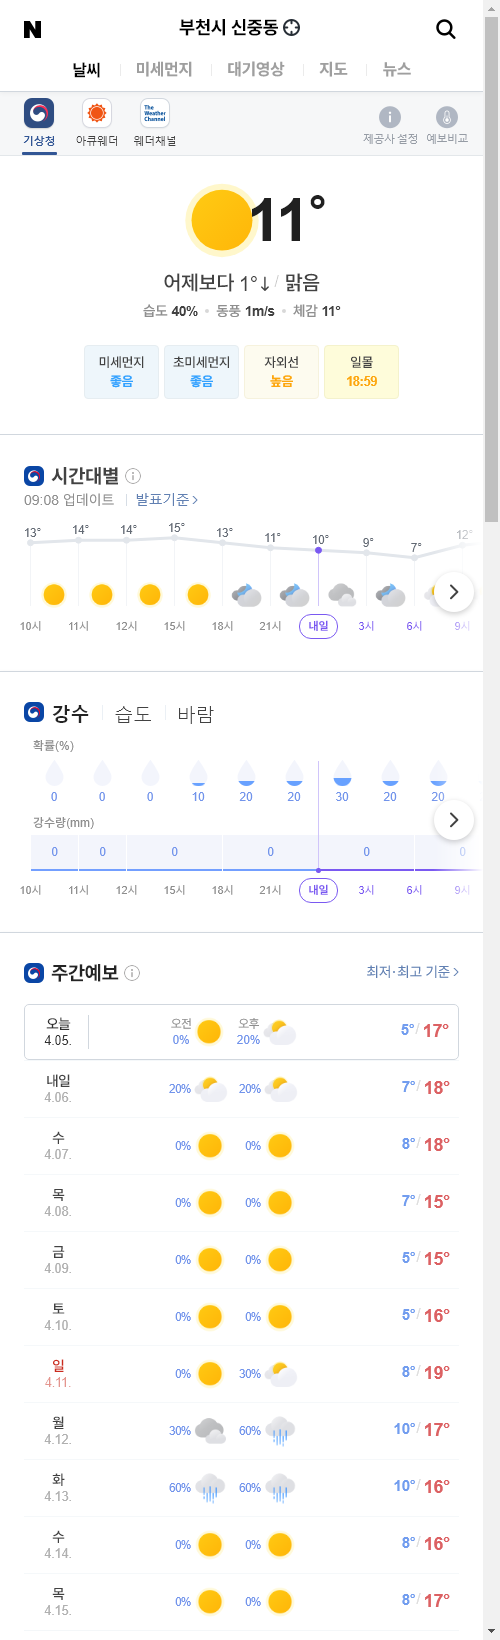 N
부천시 신중동
날씨 미세먼지 대기영상 지도 뉴스
The Weather Channel
기상청 아큐웨더 웨더채널 제공사 설정 예보비교
11°
어제보다 1°↓ / 맑음
습도 40% 동풍 1m/s 체감 11°
미세먼지 초미세먼지 자외선 일몰
좋음 좋음 높음 18:59
시간대별
09:08 업데이트 발표기준
13° 14° 14° 15° 13° 11° 10° 9° 7° 12°
10시 11시 12시 15시 18시 21시 내일 3시 6시 9시
강수 습도 바람
확률(%)
0 0 0 10 20 20 30 20 20
강수량(mm)
0 0 0 0 0 0
10시 11시 12시 15시 18시 21시 내일 3시 6시 9시
주간예보 최저·최고 기준
오늘 4.05. 오전 0% 오후 20% 5° / 17°
내일 4.06. 20% 20% 7° / 18°
수 4.07. 0% 0% 8° / 18°
목 4.08. 0% 0% 7° / 15°
금 4.09. 0% 0% 5° / 15°
토 4.10. 0% 0% 5° / 16°
일 4.11. 0% 30% 8° / 19°
월 4.12. 30% 60% 10° / 17°
화 4.13. 60% 60% 10° / 16°
수 4.14. 0% 0% 8° / 16°
목 4.15. 0% 0% 8° / 17°